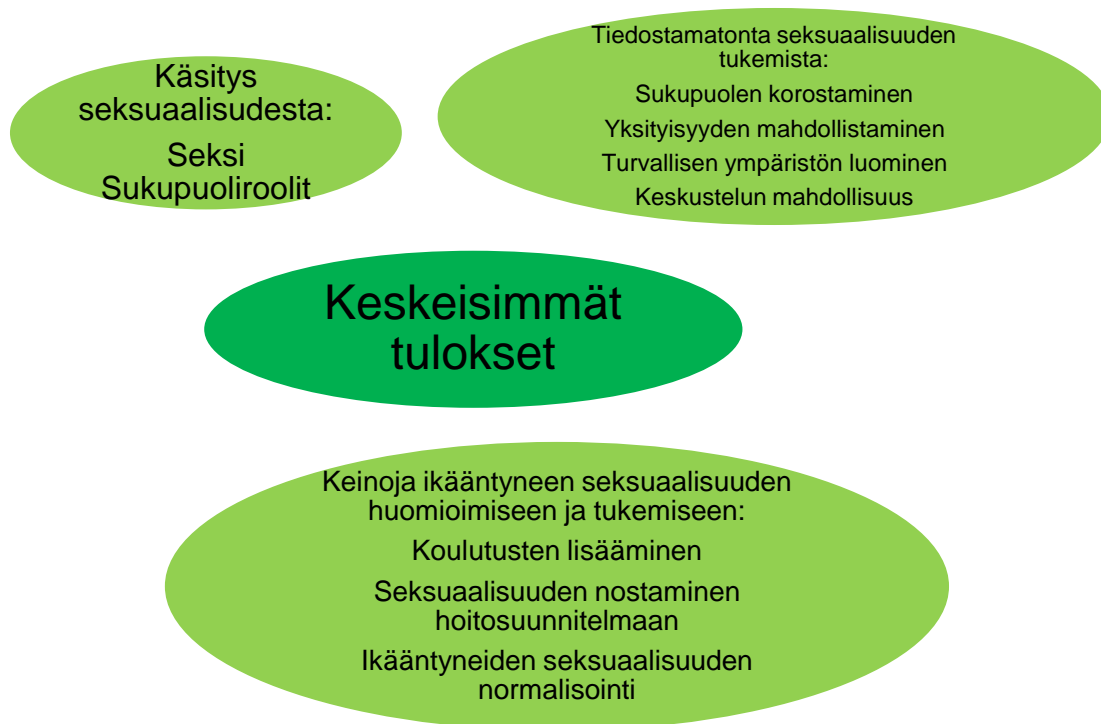 Käsitys
seksuaalisudesta:
Seksi
Sukupuoliroolit
Tiedostamatonta seksuaalisuuden
tukemista:
Sukupuolen korostaminen
Yksityisyyden mahdollistaminen
Turvallisen ympäristön luominen
Keskustelun mahdollisuus
Keskeisimmät
tulokset
Keinoja ikääntyneen seksuaalisuuden
huomioimiseen ja tukemiseen:
Koulutusten lisääminen
Seksuaalisuuden nostaminen
hoitosuunnitelmaan
Ikääntyneiden seksuaalisuuden
normalisointi